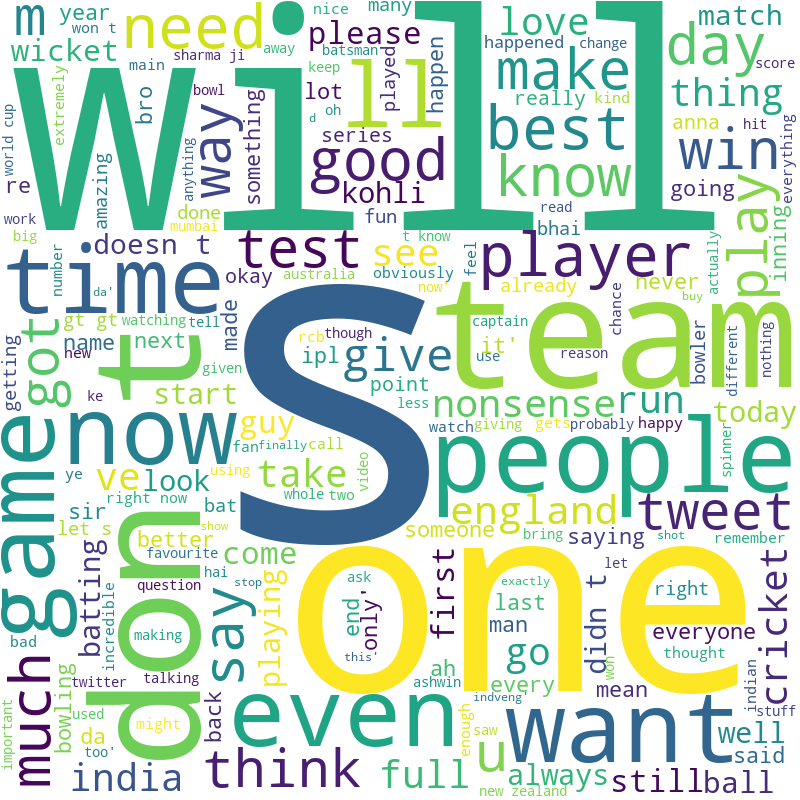 m
year
need
nice
many
won t
away
please
love
match
main
sharma ji
batsman
happened
change
wicket
keep
Will
ll
make
day
score
extremely
bro
way
something
lot
oh
played
happen
really
kind
thing
world cup
bowl
d
series
best
anna
hit
everything
re
amazing
anything
good
know
win
work
done
kohli
going
big
mumbai
fun
read
bhai
doesn t
test
see
t know
feel
player
play
inning
actually
number
time
okay
obviously
already
never
da'
australia
now
team
chance
buy
gt gt
watching
tell
made
rcb
though
captain
it'
name
got
next
t
ipl
give
use
reason
bowler
different
nothing
getting
new
given
point
start
less
nonsense
run
today
ke
guy
watch
giving
gets
probably
happy
now
S
people
fan
finally
call
game
ye
ve
look
using
take
whole
two
video
spinner
sir
right now
bat
england
tweet
let s
don
better
show
someone
bring
saying
shot
remember
batting
favourite
come
one
let
question
hai
stop
ask
exactly
first
right
cricket
bad
incredible
making
say
playing
end
only'
last
man
didn t
everyone
much
twitter
talking
this'
ah
go
thought
won
mean
bowling
used
might
back
even
ashwin
every
indveng'
indian
stuff
important
too'
da
enough
saw
want
well
india
think
full
u
always
said
new zealand
still
ball